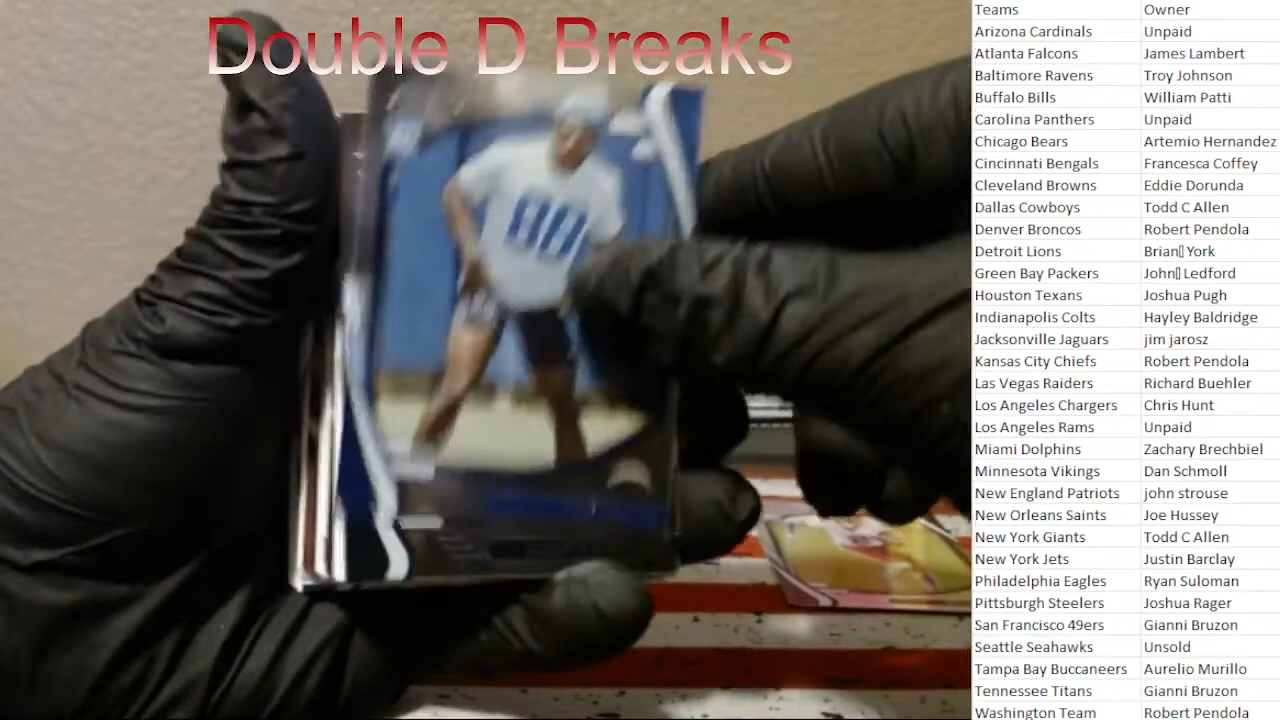 Double D Breaks
Teams Owner
Arizona Cardinals Unpaid
Atlanta Falcons James Lambert
Baltimore Ravens Troy Johnson
Buffalo Bills William Patti
Carolina Panthers Unpaid
Chicago Bears Artemio Hernandez
Cincinnati Bengals Francesca Coffey
Cleveland Browns Eddie Dorunda
Dallas Cowboys Todd C Allen
Denver Broncos Robert Pendola
Detroit Lions Brian▯York
Green Bay Packers John▯Ledford
Houston Texans Joshua Pugh
Indianapolis Colts Hayley Baldridge
Jacksonville Jaguars jim jarosz
Kansas City Chiefs Robert Pendola
Las Vegas Raiders Richard Buehler
Los Angeles Chargers Chris Hunt
Los Angeles Rams Unpaid
Miami Dolphins Zachary Brechbiel
Minnesota Vikings Dan Schmoll
New England Patriots john strouse
New Orleans Saints Joe Hussey
New York Giants Todd C Allen
New York Jets Justin Barclay
Philadelphia Eagles Ryan Suloman
Pittsburgh Steelers Joshua Rager
San Francisco 49ers Gianni Bruzon
Seattle Seahawks Unsold
Tampa Bay Buccaneers Aurelio Murillo
Tennessee Titans Gianni Bruzon
Washington Team Robert Pendola